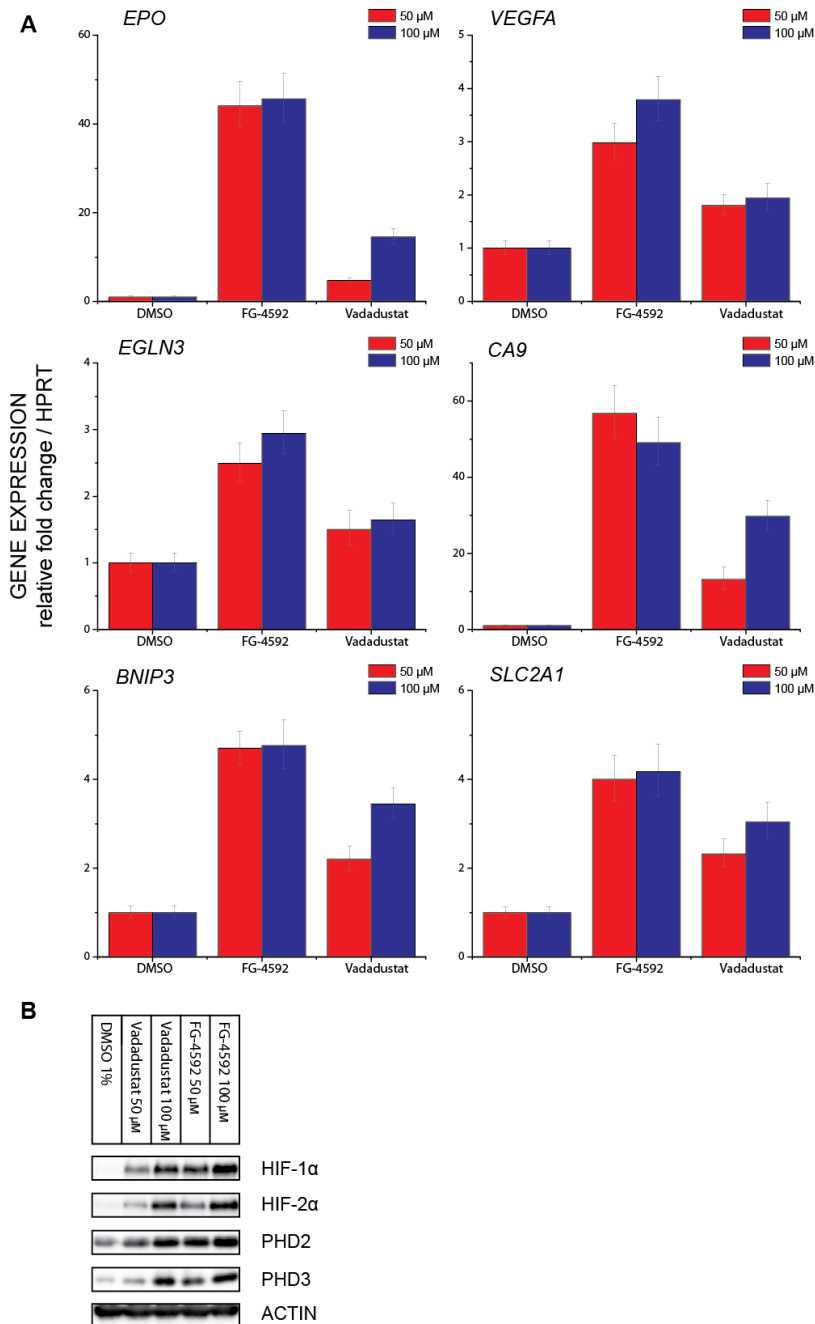 A
EPO
50 µM
100 µM
60
40
20
0
DMSO
FG-4592
Vadadustat
VEGFA
50 µM
100 µM
5
4
3
2
1
0
DMSO
FG-4592
Vadadustat
GENE EXPRESSION
relative fold change / HPRT
EGLN3
50 µM
100 µM
4
3
2
1
0
DMSO
FG-4592
Vadadustat
CA9
50 µM
100 µM
60
40
20
0
DMSO
FG-4592
Vadadustat
BNIP3
50 µM
100 µM
6
4
2
0
DMSO
FG-4592
Vadadustat
SLC2A1
50 µM
100 µM
6
4
2
0
DMSO
FG-4592
Vadadustat
B
DMSO 1%
Vadadustat 50 µM
Vadadustat 100 µM
FG-4592 50 µM
FG-4592 100 µM
HIF-1α
HIF-2α
PHD2
PHD3
ACTIN